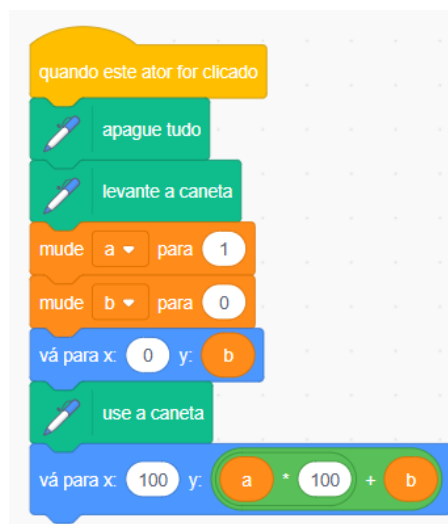 quando este ator for clicado
apague tudo
levante a caneta
mude a para 1
mude b para 0
vá para x: 0 y: b
use a caneta
vá para x: 100 y: a * 100 + b